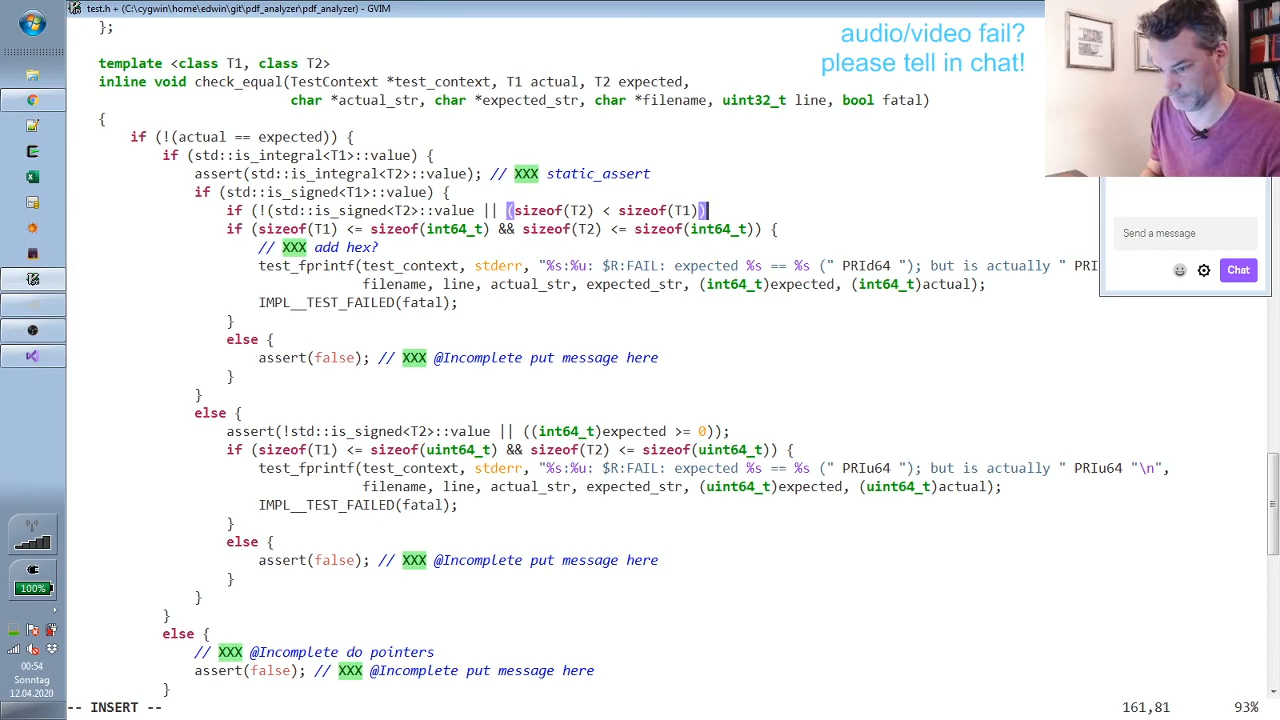 test.h + (C:\cygwin\home\edwin\git\pdf_analyzer\pdf_analyzer) - GVIM
};
audio/video fail?
please tell in chat!
template <class T1, class T2>
inline void check_equal(TestContext *test_context, T1 actual, T2 expected,
char *actual_str, char *expected_str, char *filename, uint32_t line, bool fatal)
{
if (!(actual == expected)) {
if (std::is_integral<T1>::value) {
assert(std::is_integral<T2>::value); // XXX static_assert
if (std::is_signed<T1>::value) {
if (!(std::is_signed<T2>::value || (sizeof(T2) < sizeof(T1))
if (sizeof(T1) <= sizeof(int64_t) && sizeof(T2) <= sizeof(int64_t)) {
// XXX add hex?
test_fprintf(test_context, stderr, "%s:%u: $R:FAIL: expected %s == %s (" PRId64 "); but is actually " PRI
filename, line, actual_str, expected_str, (int64_t)expected, (int64_t)actual);
IMPL__TEST_FAILED(fatal);
}
else {
assert(false); // XXX @Incomplete put message here
}
}
else {
assert(!std::is_signed<T2>::value || ((int64_t)expected >= 0));
if (sizeof(T1) <= sizeof(uint64_t) && sizeof(T2) <= sizeof(uint64_t)) {
test_fprintf(test_context, stderr, "%s:%u: $R:FAIL: expected %s == %s (" PRIu64 "); but is actually " PRIu64 "\n",
filename, line, actual_str, expected_str, (uint64_t)expected, (uint64_t)actual);
IMPL__TEST_FAILED(fatal);
}
else {
assert(false); // XXX @Incomplete put message here
}
}
}
else {
// XXX @Incomplete do pointers
assert(false); // XXX @Incomplete put message here
}
-- INSERT --
161,81
93%
Send a message
Chat
100%
00:54
Sonntag
12.04.2020